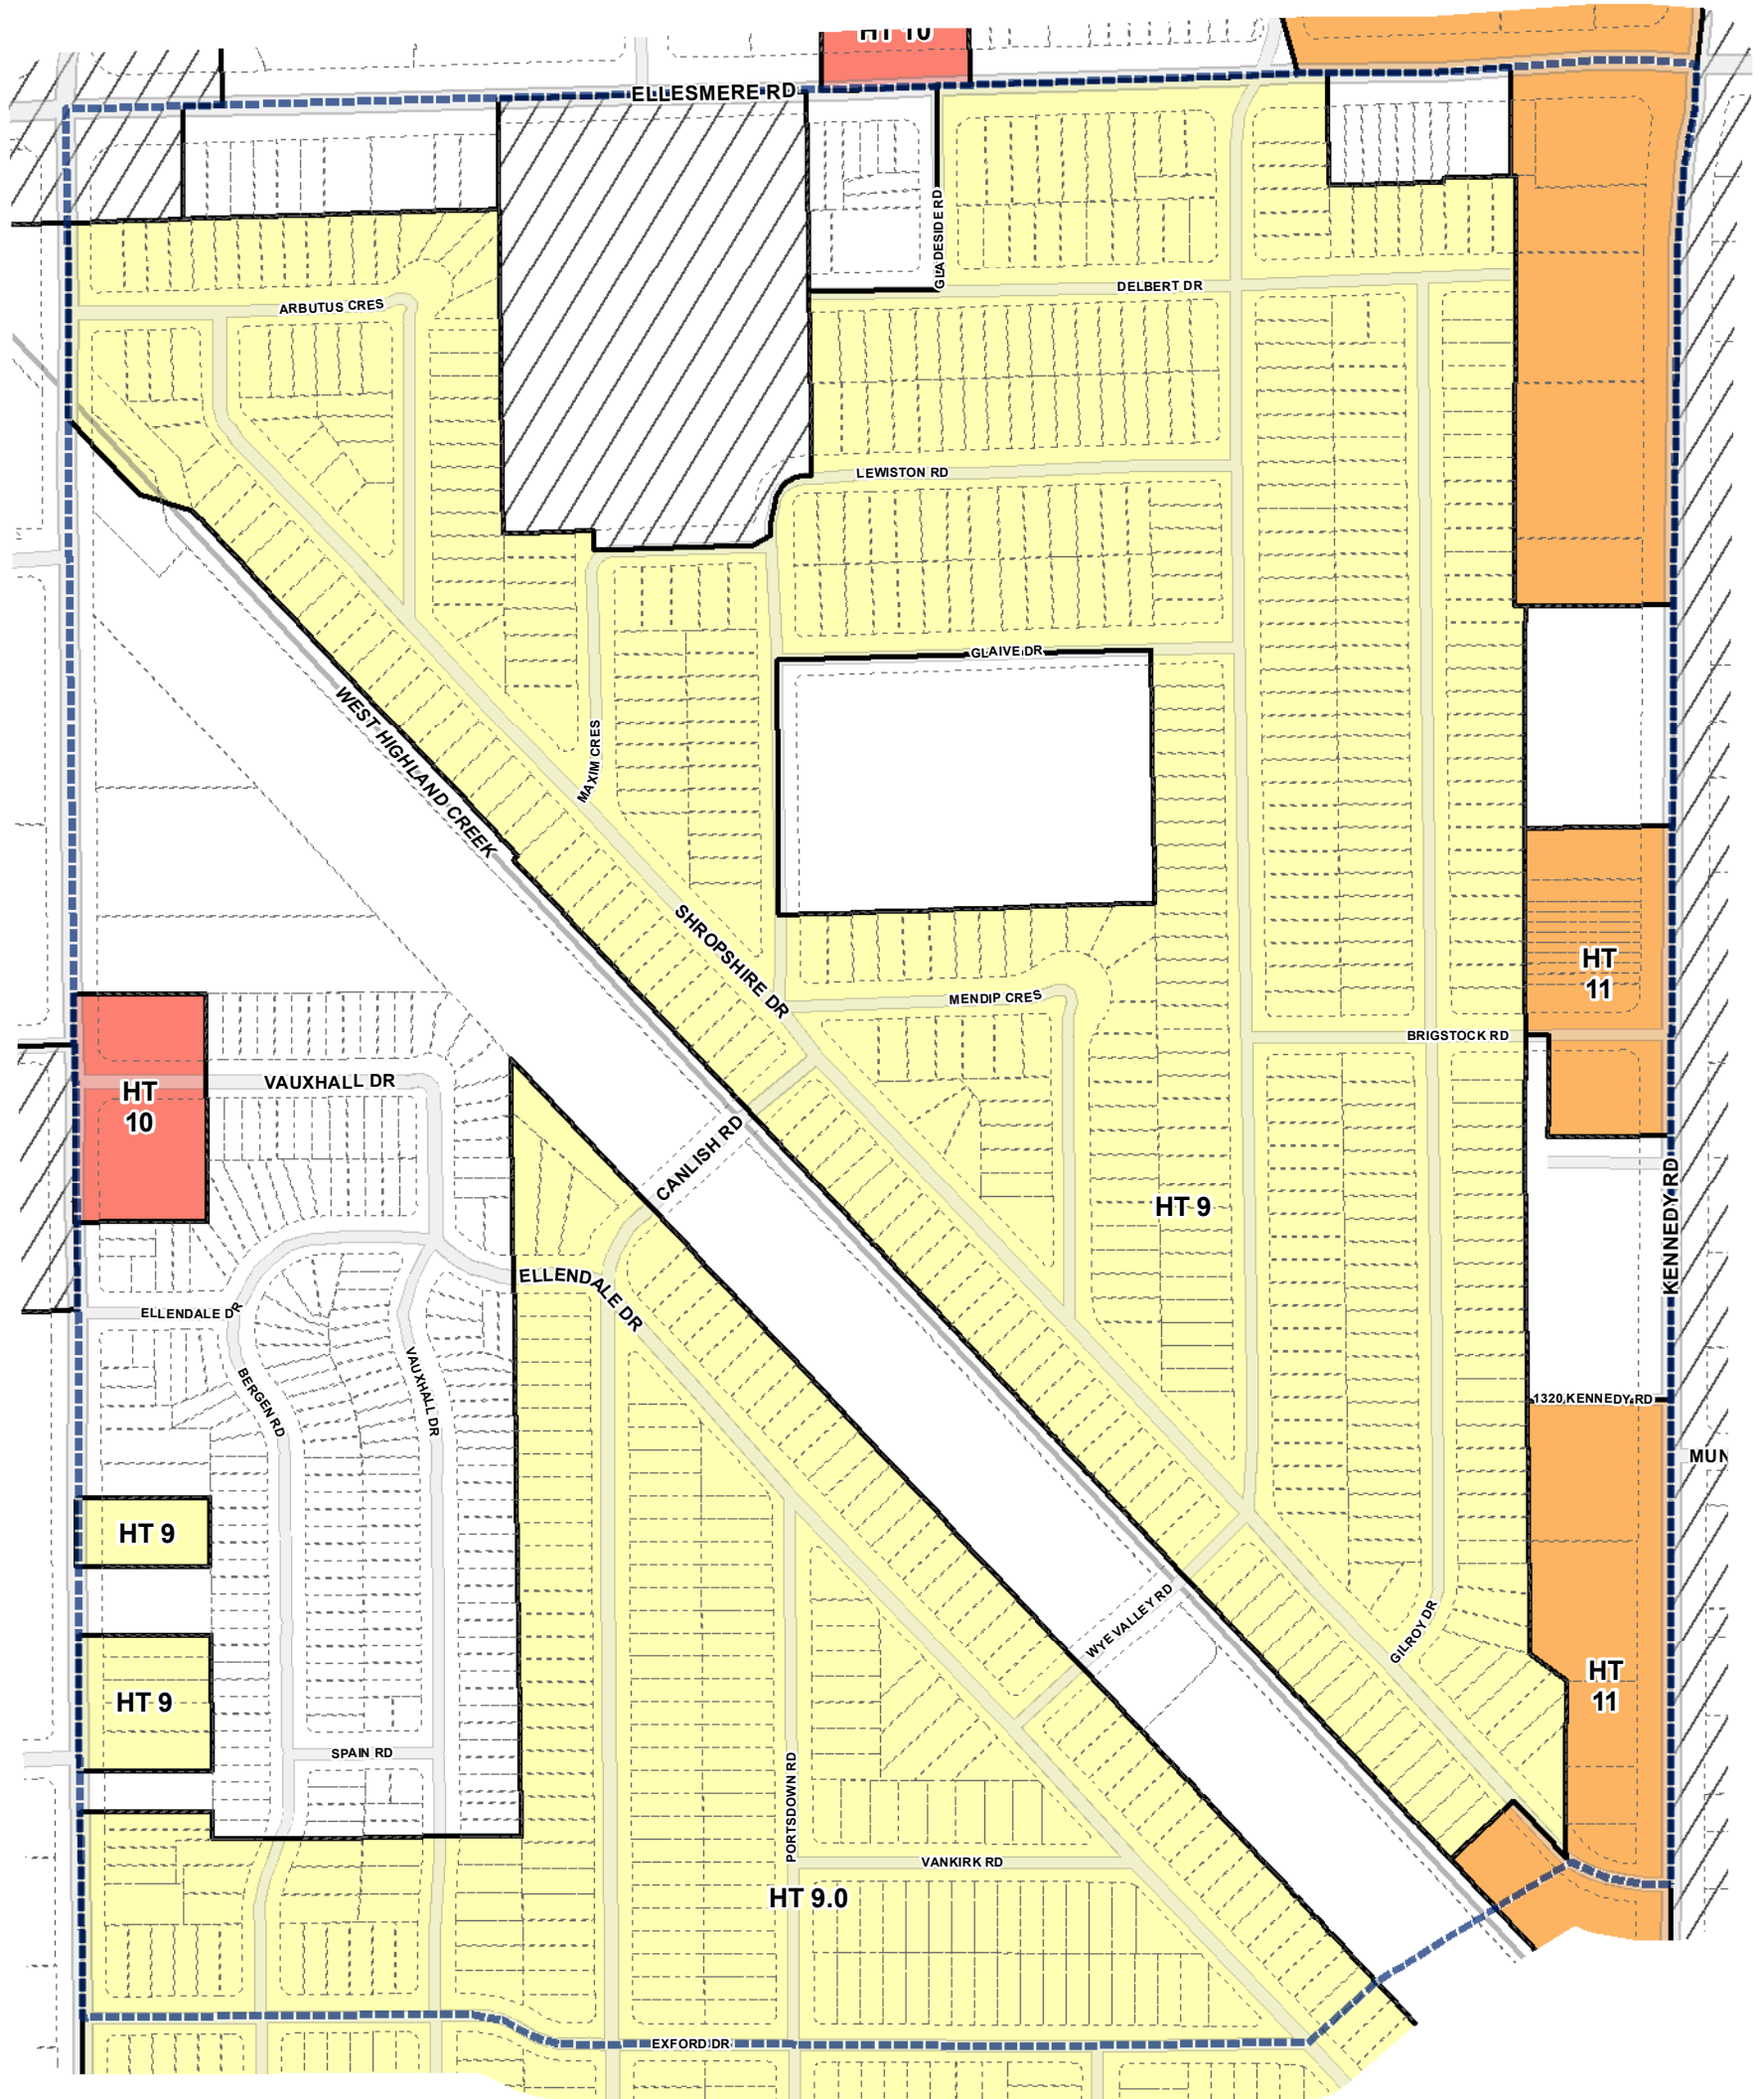 HT 10
ELLESMERE RD
GLADESIDE RD
DELBERT DR
ARBUTUS CRES
LEWISTON RD
GLAIVE DR
WEST HIGHLAND CREEK
MAXIM CRES
SHROPSHIRE DR
MENDIP CRES
HT
11
BRIGSTOCK RD
VAUXHALL DR
HT
10
CANLISH RD
HT 9
KENNEDY RD
ELLENDALE DR
ELLENDALE DR
BERGEN RD
VAUXHALL DR
1320 KENNEDY RD
MUN
HT 9
WYE VALLEY RD
GILROY DR
HT 9
HT
11
SPAIN RD
PORTSDOWN RD
VANKIRK RD
HT 9.0
EXFORD DR